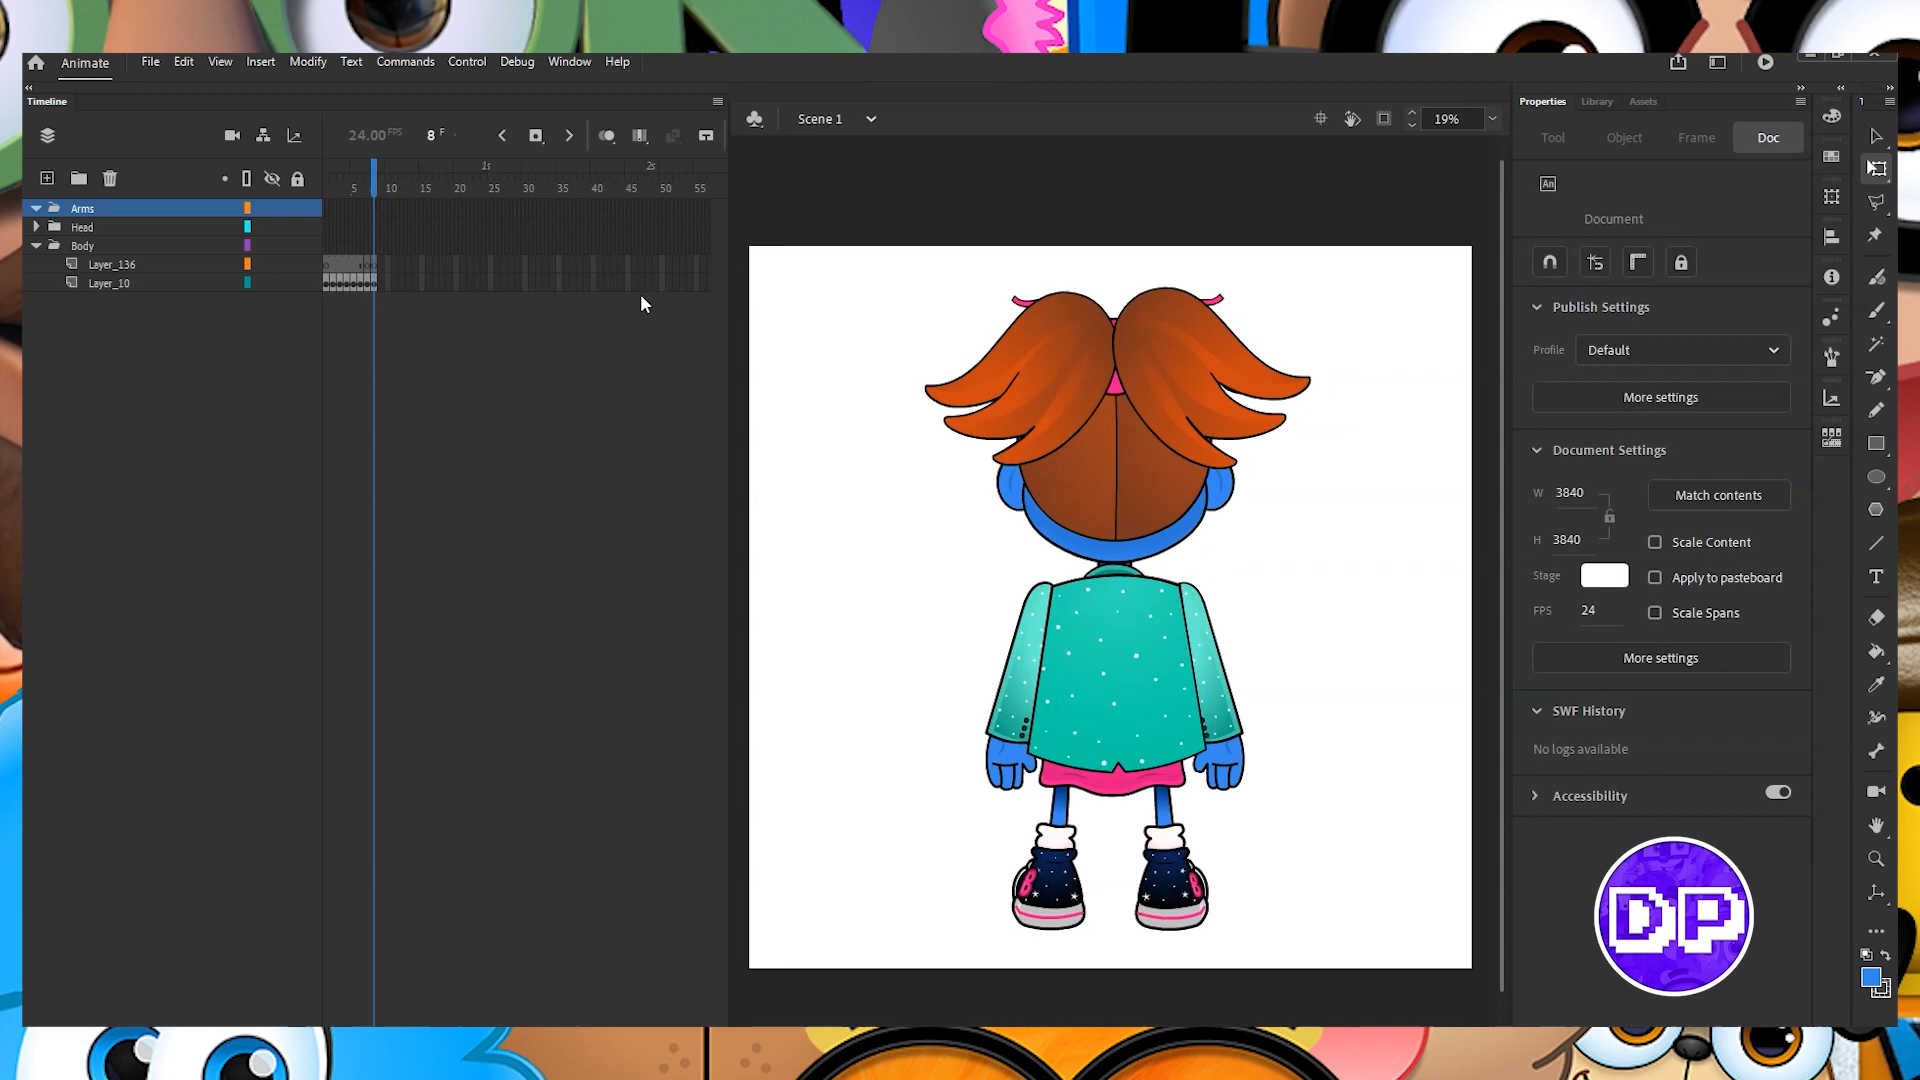 Animate File Edit View Insert Modify Text Commands Control Debug Window Help
Timeline
24.00 FPS 8 F
Scene 1
19%
Properties Library Assets
Tool Object Frame Doc
1s 2s
5 10 15 20 25 30 35 40 45 50 55
An
Document
Arms
Head
Body
Layer_136
Layer_10
Publish Settings
Profile Default
More settings
Document Settings
W 3840 Match contents
H 3840 Scale Content
Stage Apply to pasteboard
FPS 24 Scale Spans
More settings
SWF History
No logs available
Accessibility
B B
DP